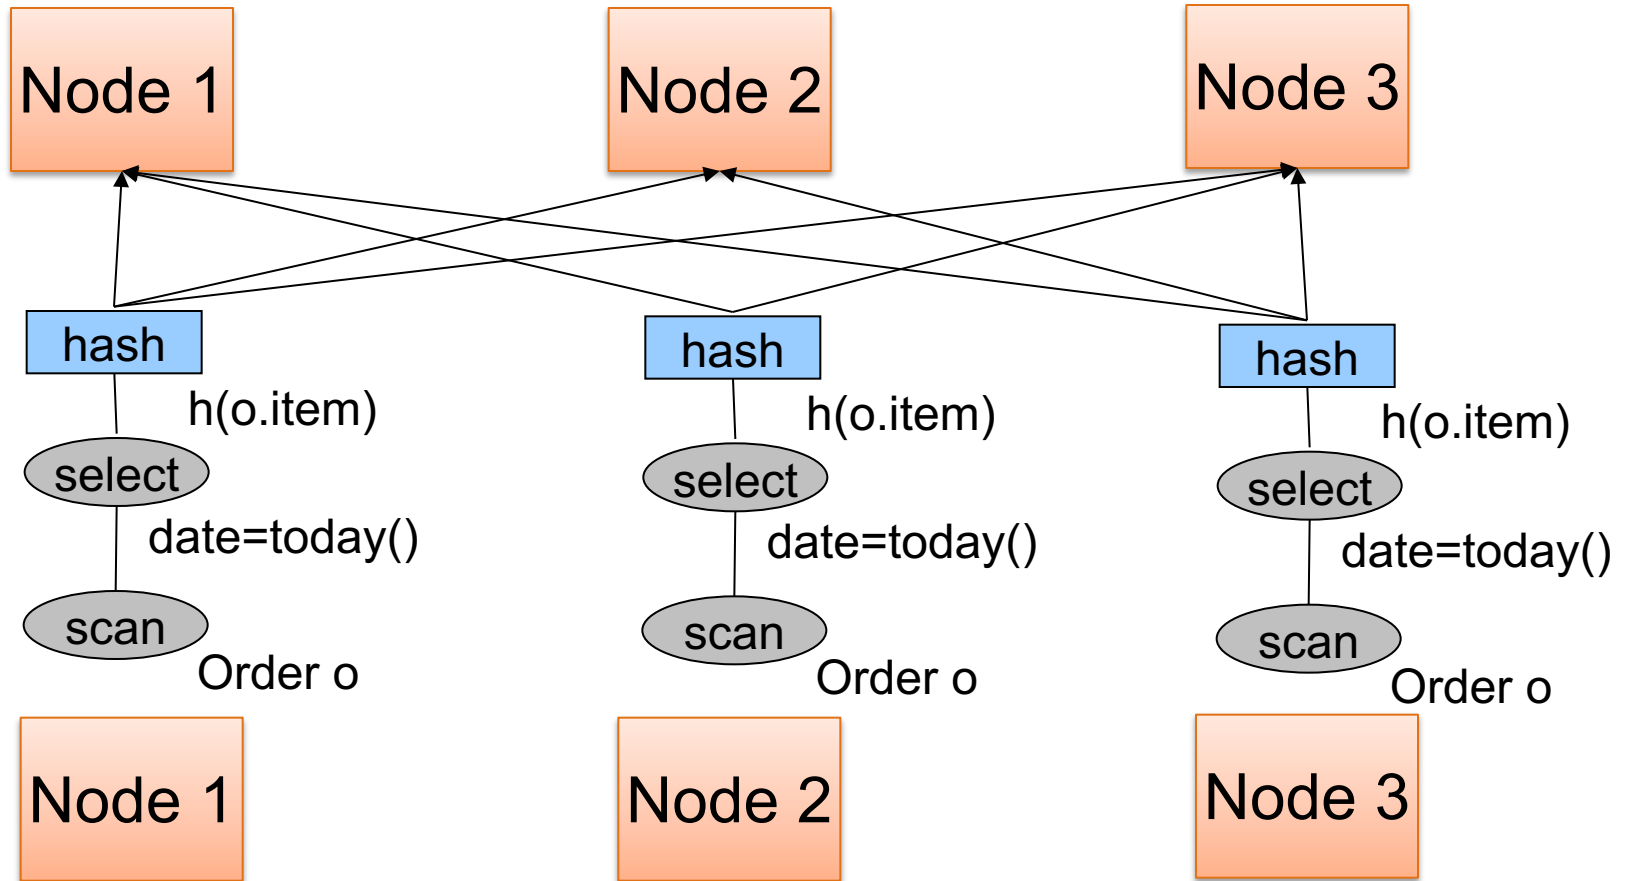 Node 1
Node 2
Node 3
hash
hash
hash
h(o.item)
h(o.item)
h(o.item)
select
select
select
date=today()
date=today()
date=today()
scan
scan
scan
Order o
Order o
Order o
Node 1
Node 2
Node 3